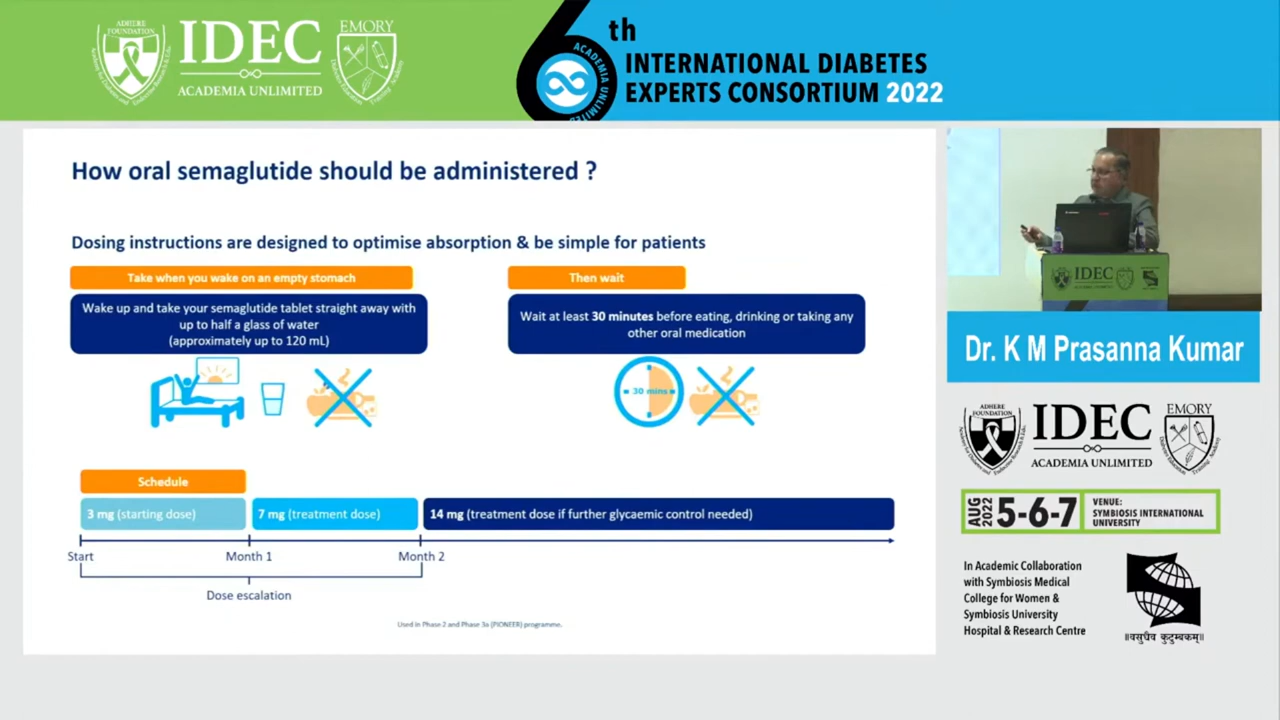 ADHERE
FOUNDATION
IDEC
ACADEMIA UNLIMITED
EMORY
6th
ACADEMIA UNLIMITED
INTERNATIONAL DIABETES
EXPERTS CONSORTIUM 2022
How oral semaglutide should be administered ?
Dosing instructions are designed to optimise absorption & be simple for patients
Take when you wake on an empty stomach
Wake up and take your semaglutide tablet straight away with
up to half a glass of water
(approximately up to 120 mL)
Then wait
Wait at least 30 minutes before eating, drinking or taking any
other oral medication
30 mins
Schedule
3 mg (starting dose)
7 mg (treatment dose)
14 mg (treatment dose if further glycaemic control needed)
Start
Month 1
Month 2
Dose escalation
Used in Phase 2 and Phase 3a (PIONEER) programme.
IDEC
Dr. K M Prasanna Kumar
ADHERE
FOUNDATION
IDEC
ACADEMIA UNLIMITED
EMORY
AUG
2022
5-6-7
VENUE:
SYMBIOSIS INTERNATIONAL
UNIVERSITY
In Academic Collaboration
with Symbiosis Medical
College for Women &
Symbiosis University
Hospital & Research Centre
॥वसुधैव कुटुम्बकम्॥